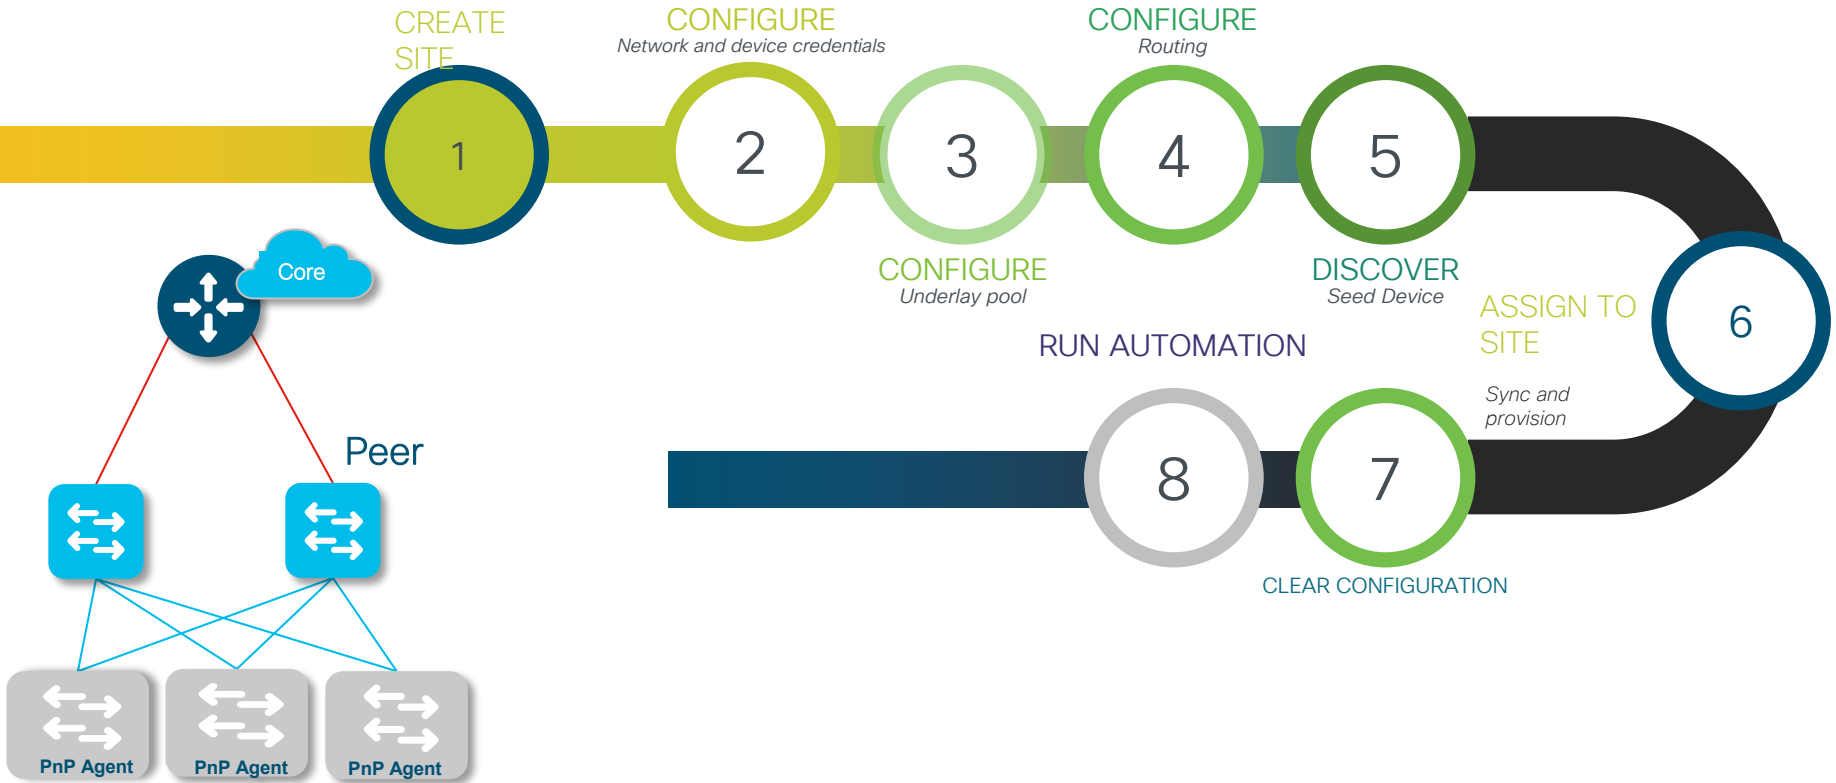 CREATE
SITE
CONFIGURE
Network and device credentials
CONFIGURE
Routing
1
2
3
4
5
CONFIGURE
Underlay pool
DISCOVER
Seed Device
ASSIGN TO
SITE
Sync and
provision
6
RUN AUTOMATION
8
7
CLEAR CONFIGURATION
Core
Peer
PnP Agent
PnP Agent
PnP Agent